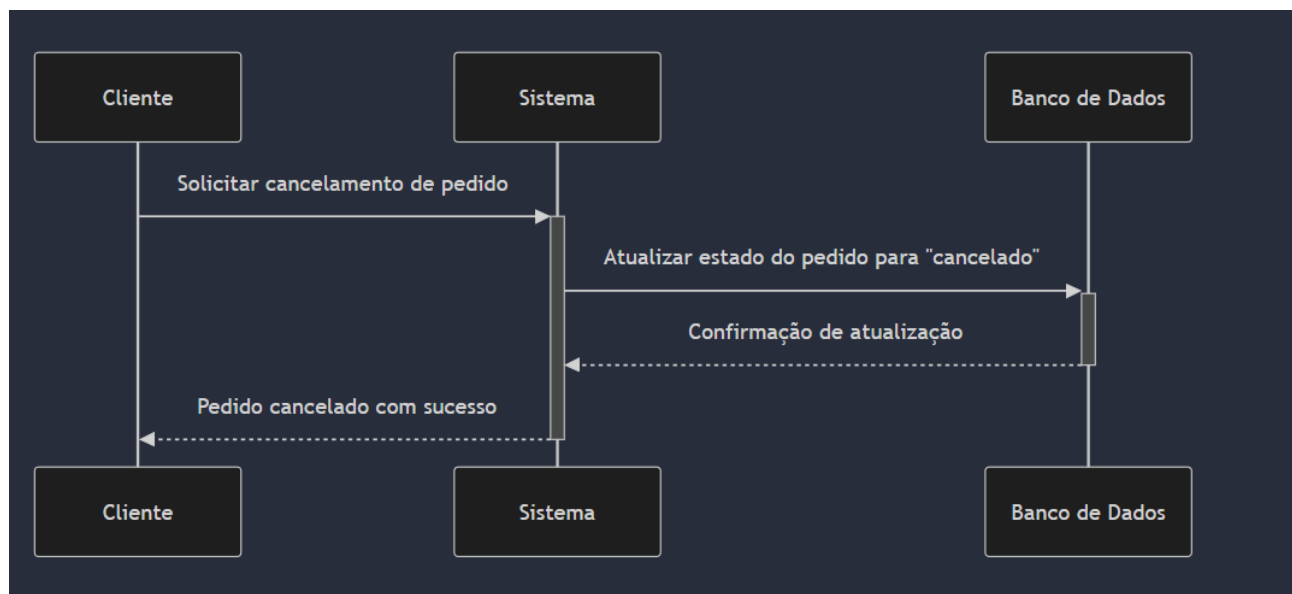 Cliente
Sistema
Banco de Dados
Solicitar cancelamento de pedido
Atualizar estado do pedido para "cancelado"
Confirmação de atualização
Pedido cancelado com sucesso
Cliente
Sistema
Banco de Dados